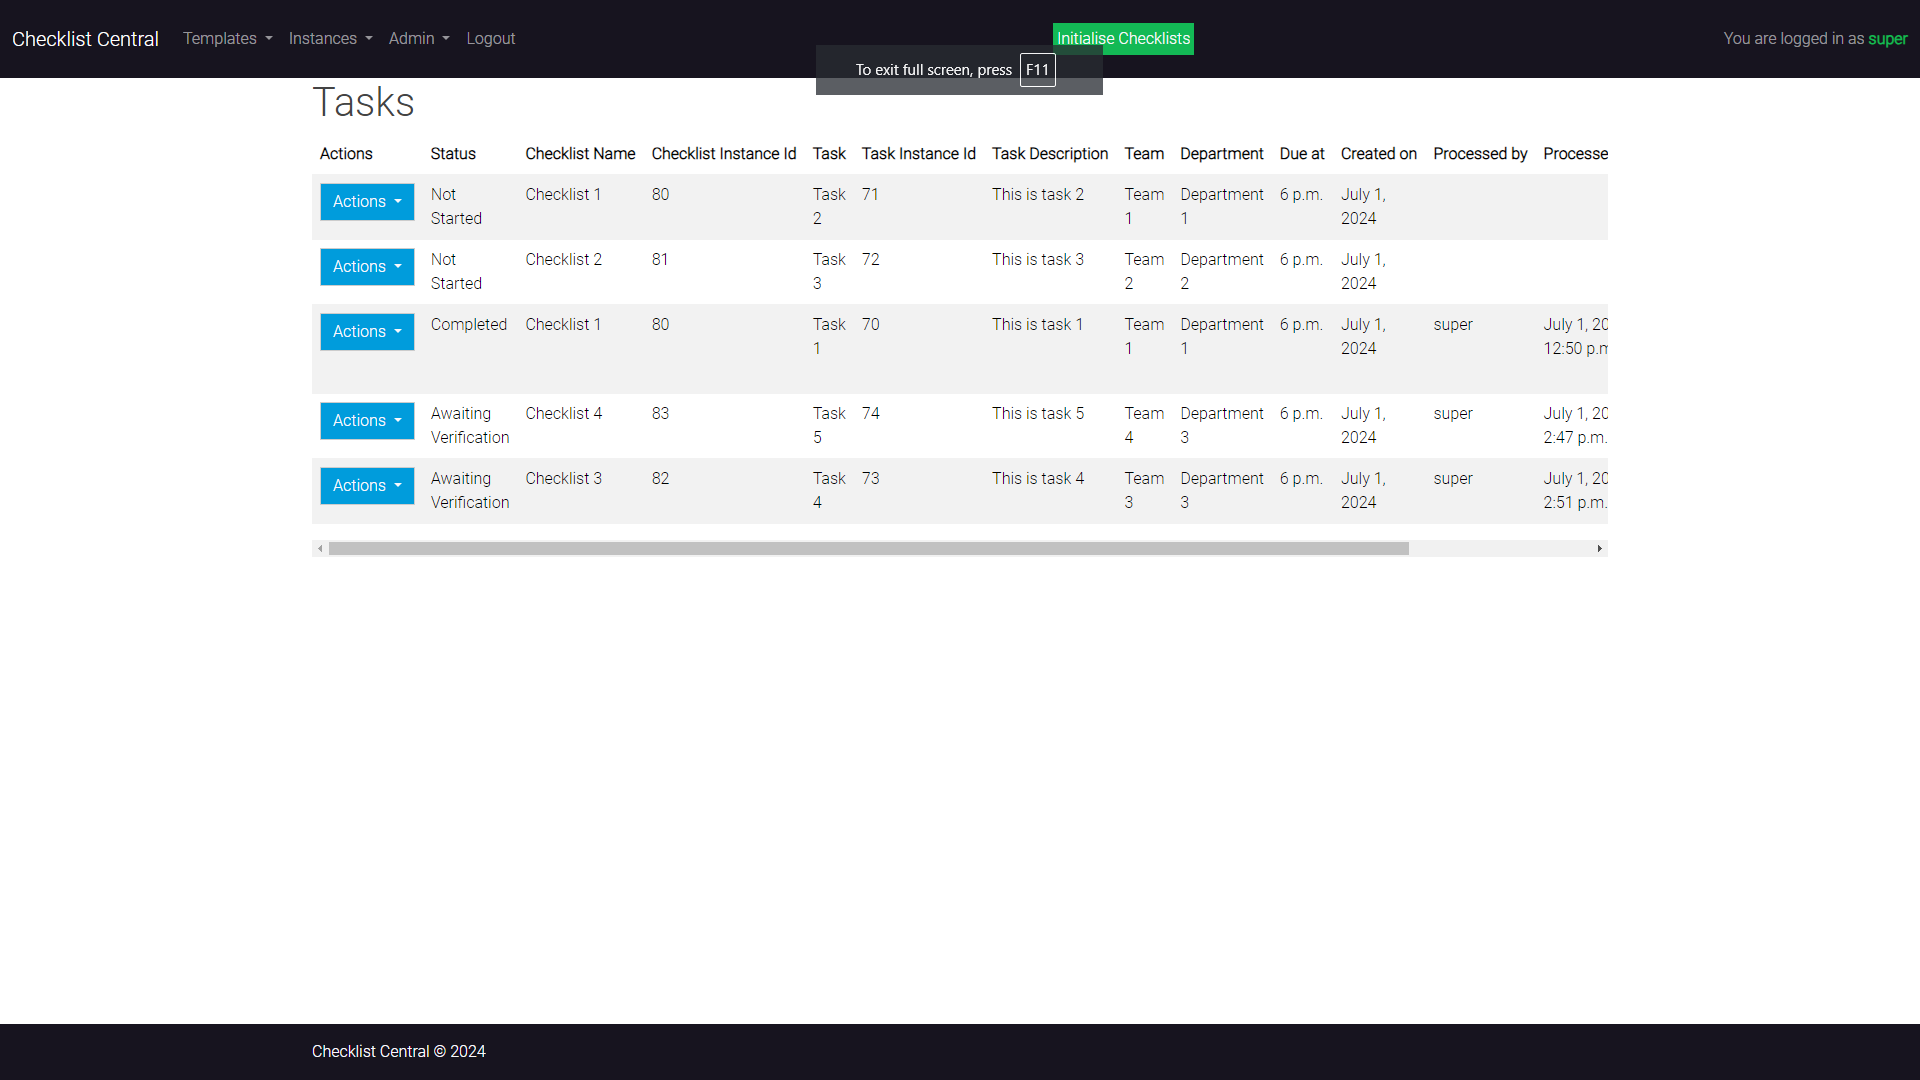 Checklist Central Templates Instances Admin Logout Initialise Checklists You are logged in as super
To exit full screen, press F11
Tasks
Actions Status Checklist Name Checklist Instance Id Task Task Instance Id Task Description Team Department Due at Created on Processed by Processe
Actions Not Checklist 1 80 Task 71 This is task 2 Team Department 6 p.m. July 1,
Started 2 1 1 2024
Actions Not Checklist 2 81 Task 72 This is task 3 Team Department 6 p.m. July 1,
Started 3 2 2 2024
Actions Completed Checklist 1 80 Task 70 This is task 1 Team Department 6 p.m. July 1, super July 1, 20
1 1 1 2024 12:50 p.m
Actions Awaiting Checklist 4 83 Task 74 This is task 5 Team Department 6 p.m. July 1, super July 1, 20
Verification 5 4 3 2024 2:47 p.m.
Actions Awaiting Checklist 3 82 Task 73 This is task 4 Team Department 6 p.m. July 1, super July 1, 20
Verification 4 3 3 2024 2:51 p.m.
Checklist Central © 2024